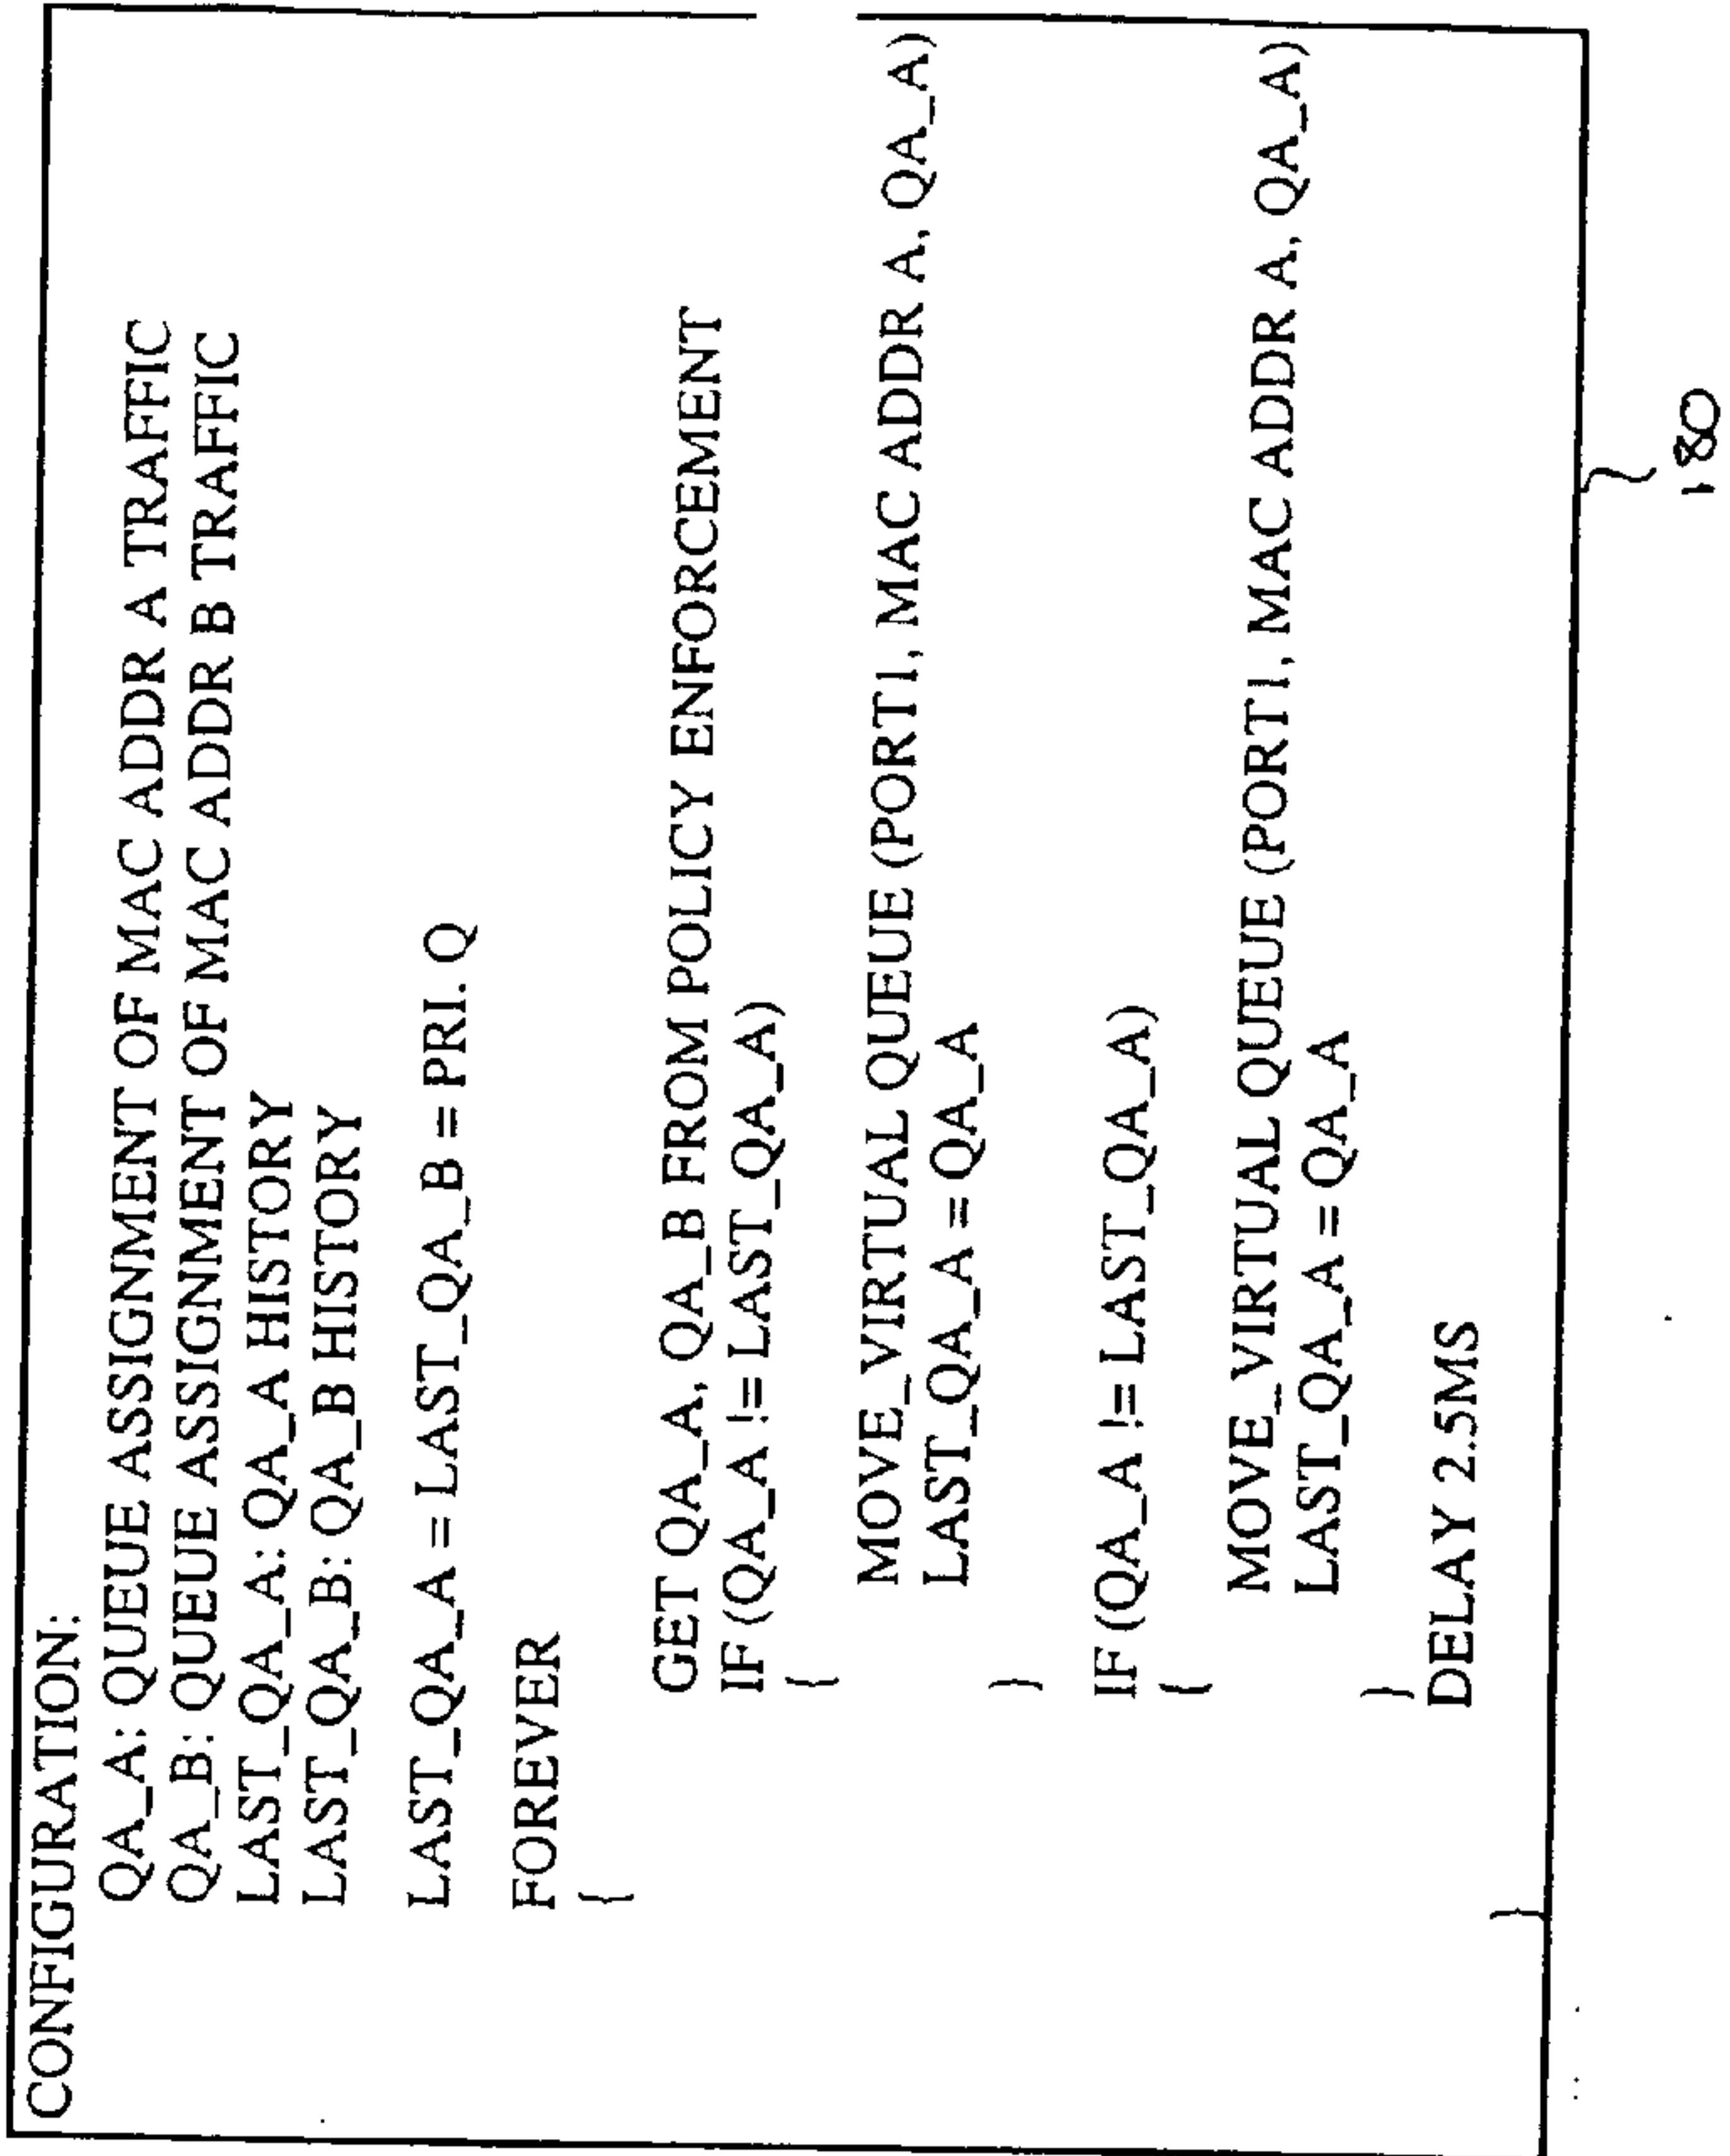 CONFIGURATION:
QA_A: QUEUE ASSIGNMENT OF MAC ADDR A TRAFFIC
QA_B: QUEUE ASSIGNMENT OF MAC ADDR B TRAFFIC
LAST_QA_A: QA_A HISTORY
LAST_QA_B: QA_B HISTORY
LAST_QA_A = LAST_QA_B = PRI. Q
FOREVER
{
GET QA_A, QA_B FROM POLICY ENFORCEMENT
IF (QA_A != LAST_QA_A)
{
MOVE_VIRTUAL QUEUE (PORT1, MAC ADDR A, QA_A)
LAST_QA_A = QA_A
}
IF (QA_A != LAST_QA_A)
{
MOVE_VIRTUAL QUEUE (PORT1, MAC ADDR A, QA_A)
LAST_QA_A = QA_A
}
DELAY 2.5MS
}
180